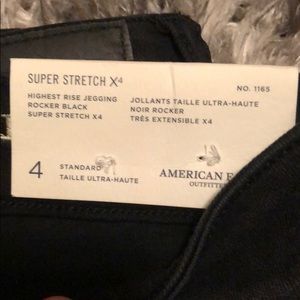 SUPER STRETCH X4
NO. 1165
HIGHEST RISE JEGGING
ROCKER BLACK
SUPER STRETCH X4
JOLLANTS TAILLE ULTRA-HAUTE
NOIR ROCKER
TRÈS EXTENSIBLE X4
4
STANDARD
TAILLE ULTRA-HAUTE
AMERICAN